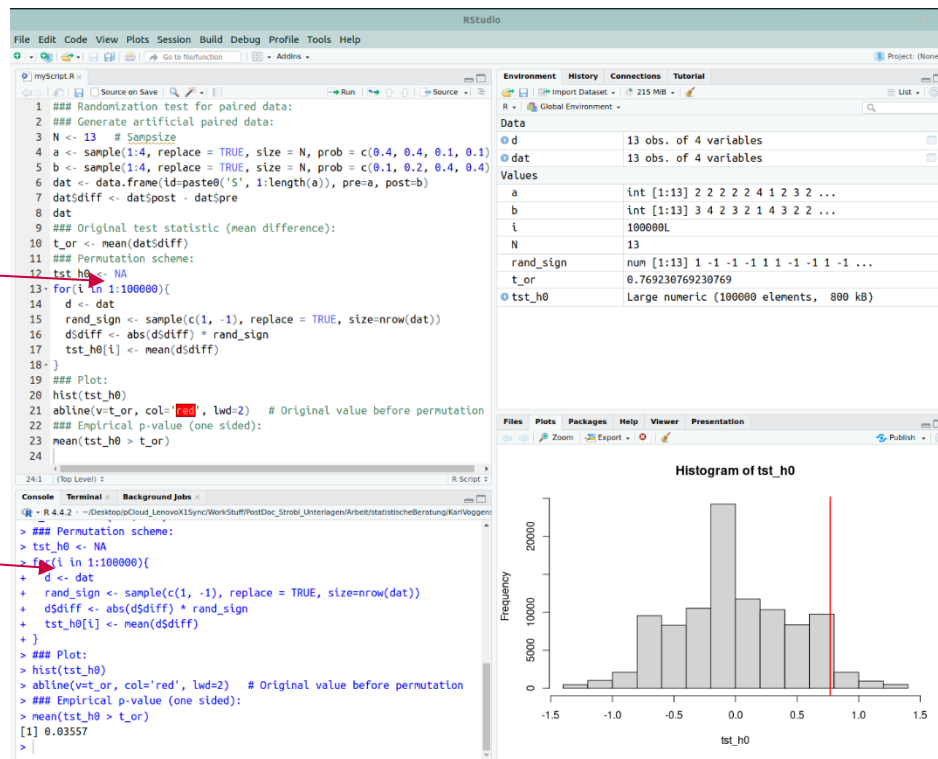 RStudio
File Edit Code View Plots Session Build Debug Profile Tools Help
Go to file/function
Addins
Project: (None
myScript.R
Source on Save
Run
Source
1 ### Randomization test for paired data:
2 ### Generate artificial paired data:
3 N <- 13 # Sampsize
4 a <- sample(1:4, replace = TRUE, size = N, prob = c(0.4, 0.4, 0.1, 0.1)
5 b <- sample(1:4, replace = TRUE, size = N, prob = c(0.1, 0.2, 0.4, 0.4)
6 dat <- data.frame(id=paste0('S', 1:length(a)), pre=a, post=b)
7 dat$diff <- dat$post - dat$pre
8 dat
9 ### Original test statistic (mean difference):
10 t_or <- mean(dat$diff)
11 ### Permutation scheme:
12 tst_h0 <- NA
13 for(i in 1:100000){
14 d <- dat
15 rand_sign <- sample(c(1, -1), replace = TRUE, size=nrow(dat))
16 d$diff <- abs(d$diff) * rand_sign
17 tst_h0[i] <- mean(d$diff)
18 }
19 ### Plot:
20 hist(tst_h0)
21 abline(v=t_or, col='red', lwd=2) # Original value before permutation
22 ### Empirical p-value (one sided):
23 mean(tst_h0 > t_or)
24
24:1 (Top Level)
R Script
Console Terminal Background Jobs
R 4.4.2 · ~/Desktop/pCloud_LenovoX1Sync/WorkStuff/PostDoc_Strobl_Unterlagen/Arbeit/statistischeBeratung/KarlVoggens
> ### Permutation scheme:
> tst_h0 <- NA
> for(i in 1:100000){
+ d <- dat
+ rand_sign <- sample(c(1, -1), replace = TRUE, size=nrow(dat))
+ d$diff <- abs(d$diff) * rand_sign
+ tst_h0[i] <- mean(d$diff)
+ }
> ### Plot:
> hist(tst_h0)
> abline(v=t_or, col='red', lwd=2) # Original value before permutation
> ### Empirical p-value (one sided):
> mean(tst_h0 > t_or)
[1] 0.03557
>
Environment History Connections Tutorial
Import Dataset
215 MiB
List
R
Global Environment
Data
d 13 obs. of 4 variables
dat 13 obs. of 4 variables
Values
a int [1:13] 2 2 2 2 2 4 1 2 3 2 ...
b int [1:13] 3 4 2 3 2 1 4 3 2 2 ...
i 100000L
N 13
rand_sign num [1:13] 1 -1 -1 -1 1 1 -1 -1 1 -1 ...
t_or 0.769230769230769
tst_h0 Large numeric (100000 elements, 800 kB)
Files Plots Packages Help Viewer Presentation
Zoom
Export
Publish
Histogram of tst_h0
Frequency
20000
10000
5000
0
-1.5 -1.0 -0.5 0.0 0.5 1.0 1.5
tst_h0